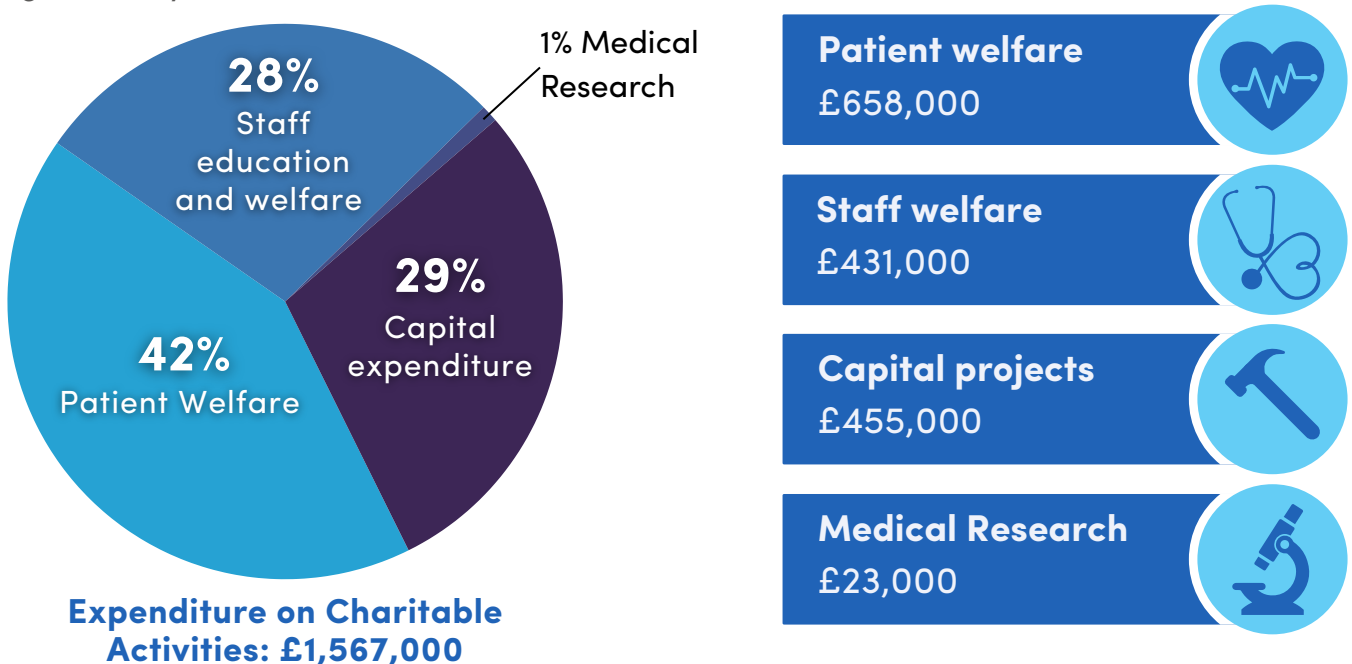 28%
Staff
education
and welfare
1% Medical
Research
29%
Capital
expenditure
42%
Patient Welfare
Expenditure on Charitable
Activities: £1,567,000
Patient welfare
£658,000
Staff welfare
£431,000
Capital projects
£455,000
Medical Research
£23,000